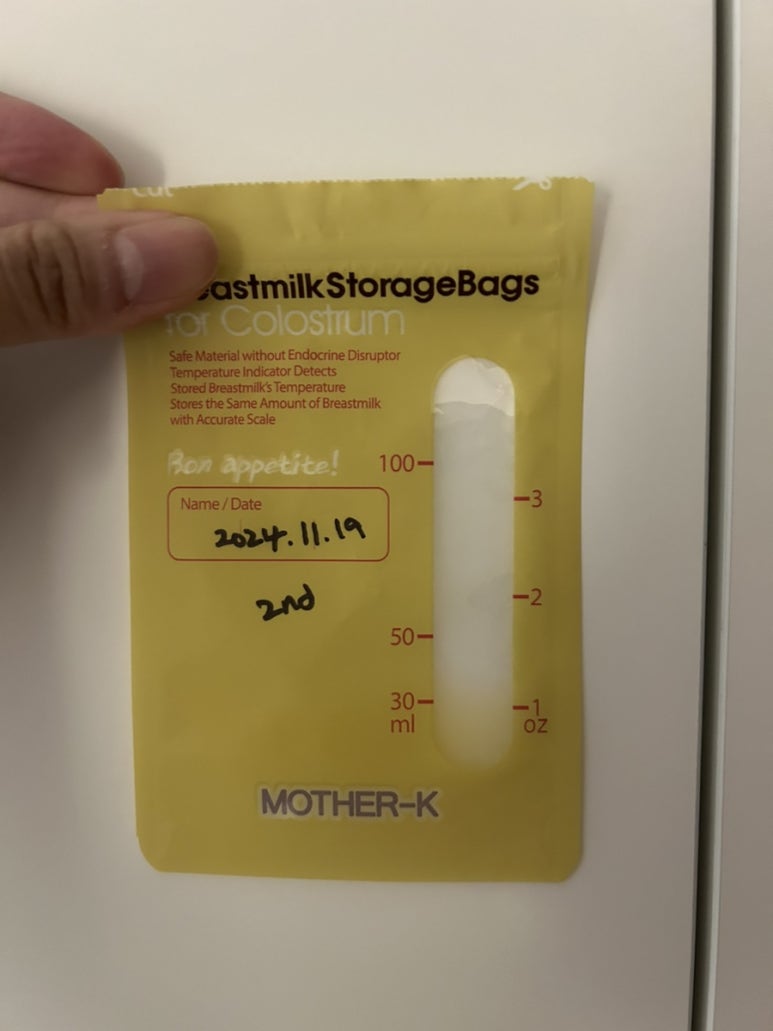 cut
eastmilkStorageBags
for Colostrum
Safe Material without Endocrine Disruptor
Temperature Indicator Detects
Stored Breastmilk's Temperature
Stores the Same Amount of Breastmilk
with Accurate Scale
Bon appetite!
Name / Date
2024.11.19
2nd
100
3
2
50
30
1
ml
oz
MOTHER-K